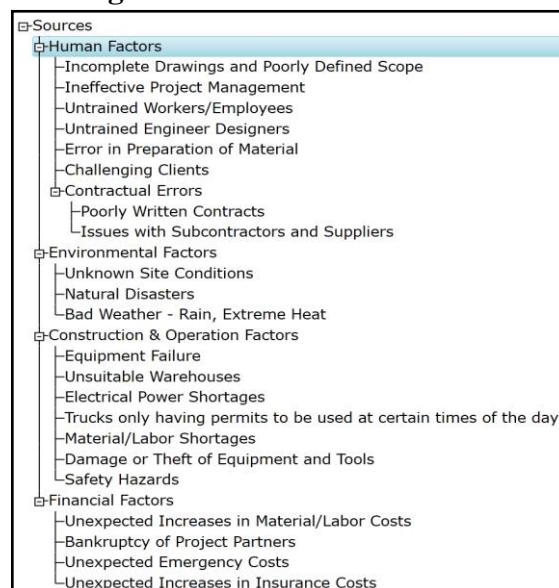 Sources
Human Factors
Incomplete Drawings and Poorly Defined Scope
Ineffective Project Management
Untrained Workers/Employees
Untrained Engineer Designers
Error in Preparation of Material
Challenging Clients
Contractual Errors
Poorly Written Contracts
Issues with Subcontractors and Suppliers
Environmental Factors
Unknown Site Conditions
Natural Disasters
Bad Weather - Rain, Extreme Heat
Construction & Operation Factors
Equipment Failure
Unsuitable Warehouses
Electrical Power Shortages
Trucks only having permits to be used at certain times of the day
Material/Labor Shortages
Damage or Theft of Equipment and Tools
Safety Hazards
Financial Factors
Unexpected Increases in Material/Labor Costs
Bankruptcy of Project Partners
Unexpected Emergency Costs
Unexpected Increases in Insurance Costs